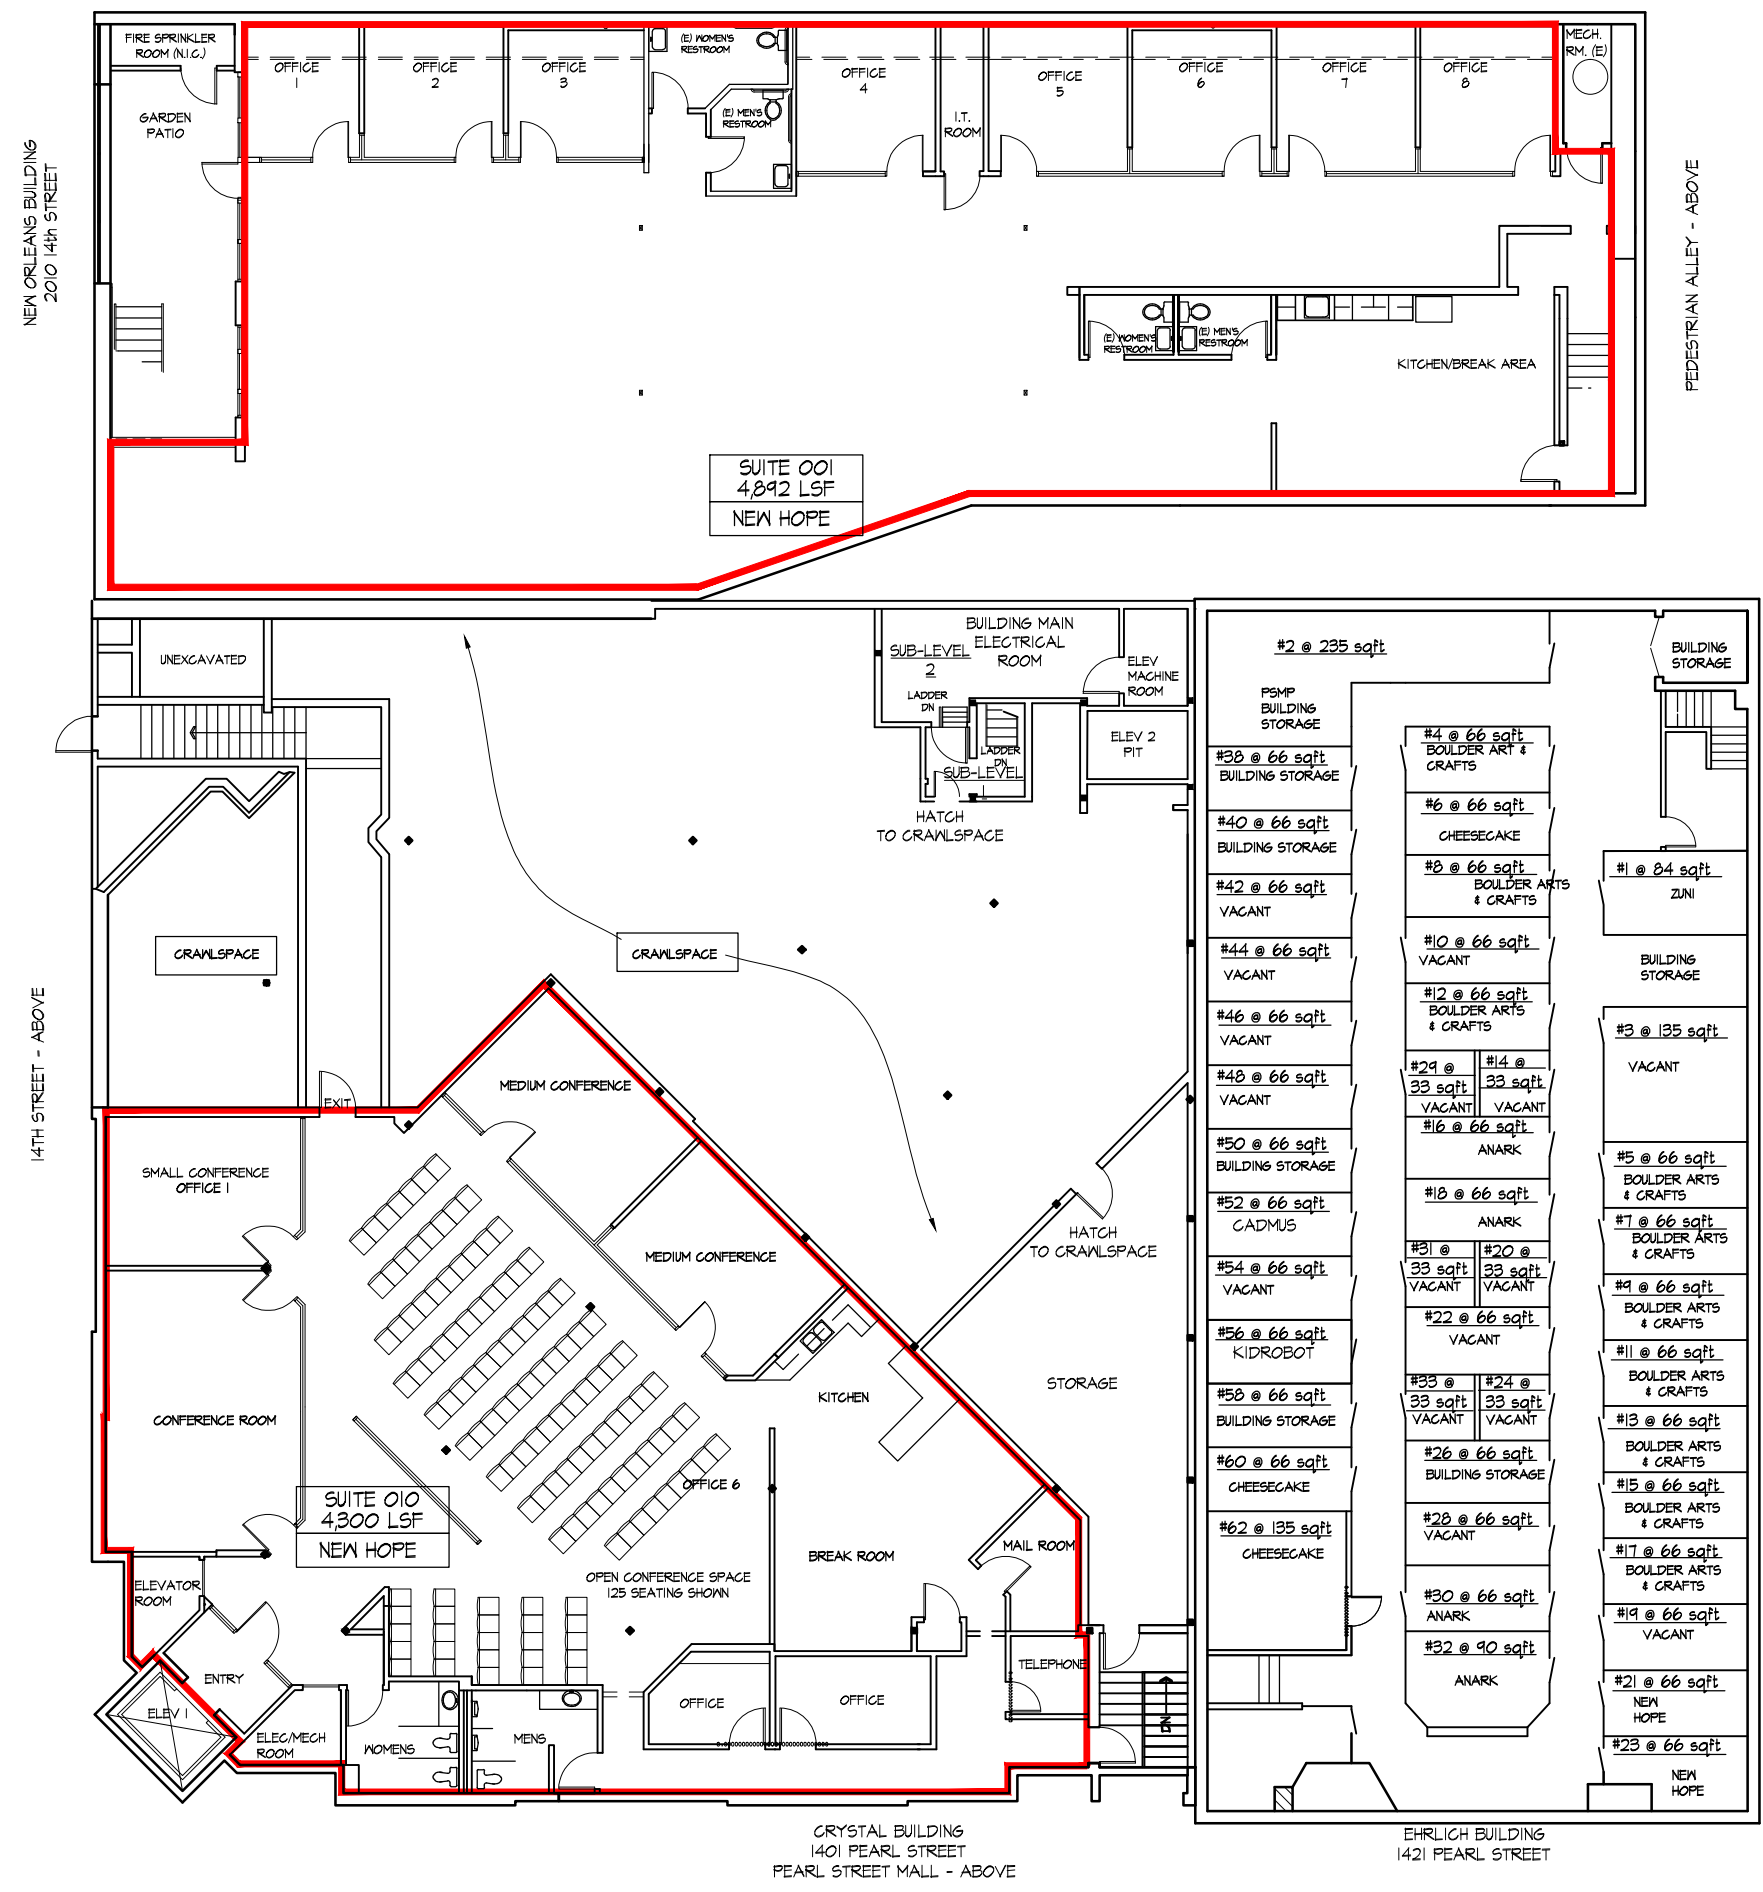 FIRE SPRINKLER
ROOM (N.I.C.)
GARDEN
PATIO
OFFICE
1
OFFICE
2
OFFICE
3
(E) WOMEN'S
RESTROOM
(E) MEN'S
RESTROOM
OFFICE
4
I.T.
ROOM
OFFICE
5
OFFICE
6
OFFICE
7
OFFICE
8
MECH.
RM. (E)
NEW ORLEANS BUILDING
2010 14th STREET
PEDESTRIAN ALLEY - ABOVE
(E) WOMEN'S
RESTROOM
(E) MEN'S
RESTROOM
KITCHEN/BREAK AREA
SUITE 001
4,892 LSF
NEW HOPE
UNEXCAVATED
BUILDING MAIN
ELECTRICAL
ROOM
SUB-LEVEL
2
LADDER
DN
ELEV
MACHINE
ROOM
ELEV 2
PIT
LADDER
DN
SUB-LEVEL
1
HATCH
TO CRAWLSPACE
CRAWLSPACE
CRAWLSPACE
14TH STREET - ABOVE
EXIT
MEDIUM CONFERENCE
SMALL CONFERENCE
OFFICE 1
MEDIUM CONFERENCE
HATCH
TO CRAWLSPACE
STORAGE
KITCHEN
CONFERENCE ROOM
OFFICE 6
SUITE 010
4,300 LSF
NEW HOPE
BREAK ROOM
MAIL ROOM
OPEN CONFERENCE SPACE
125 SEATING SHOWN
ELEVATOR
ROOM
ENTRY
ELEV 1
ELEC/MECH
ROOM
WOMENS
MENS
OFFICE
OFFICE
TELEPHONE
DN
#2 @ 235 sqft
PSMP
BUILDING
STORAGE
#38 @ 66 sqft
BUILDING STORAGE
#40 @ 66 sqft
BUILDING STORAGE
#42 @ 66 sqft
VACANT
#44 @ 66 sqft
VACANT
#46 @ 66 sqft
VACANT
#48 @ 66 sqft
VACANT
#50 @ 66 sqft
BUILDING STORAGE
#52 @ 66 sqft
CADMUS
#54 @ 66 sqft
VACANT
#56 @ 66 sqft
KIDROBOT
#58 @ 66 sqft
BUILDING STORAGE
#60 @ 66 sqft
CHEESECAKE
#62 @ 135 sqft
CHEESECAKE
#4 @ 66 sqft
BOULDER ART &
CRAFTS
#6 @ 66 sqft
CHEESECAKE
#8 @ 66 sqft
BOULDER ARTS
& CRAFTS
#10 @ 66 sqft
VACANT
#12 @ 66 sqft
BOULDER ARTS
& CRAFTS
#29 @
33 sqft
VACANT
#14 @
33 sqft
VACANT
#16 @ 66 sqft
ANARK
#18 @ 66 sqft
ANARK
#31 @
33 sqft
VACANT
#20 @
33 sqft
VACANT
#22 @ 66 sqft
VACANT
#33 @
33 sqft
VACANT
#24 @
33 sqft
VACANT
#26 @ 66 sqft
BUILDING STORAGE
#28 @ 66 sqft
VACANT
#30 @ 66 sqft
ANARK
#32 @ 90 sqft
ANARK
BUILDING
STORAGE
#1 @ 84 sqft
ZUNI
BUILDING
STORAGE
#3 @ 135 sqft
VACANT
#5 @ 66 sqft
BOULDER ARTS
& CRAFTS
#7 @ 66 sqft
BOULDER ARTS
& CRAFTS
#9 @ 66 sqft
BOULDER ARTS
& CRAFTS
#11 @ 66 sqft
BOULDER ARTS
& CRAFTS
#13 @ 66 sqft
BOULDER ARTS
& CRAFTS
#15 @ 66 sqft
BOULDER ARTS
& CRAFTS
#17 @ 66 sqft
BOULDER ARTS
& CRAFTS
#19 @ 66 sqft
VACANT
#21 @ 66 sqft
NEW
HOPE
#23 @ 66 sqft
NEW
HOPE
CRYSTAL BUILDING
1401 PEARL STREET
PEARL STREET MALL - ABOVE
EHRLICH BUILDING
1421 PEARL STREET